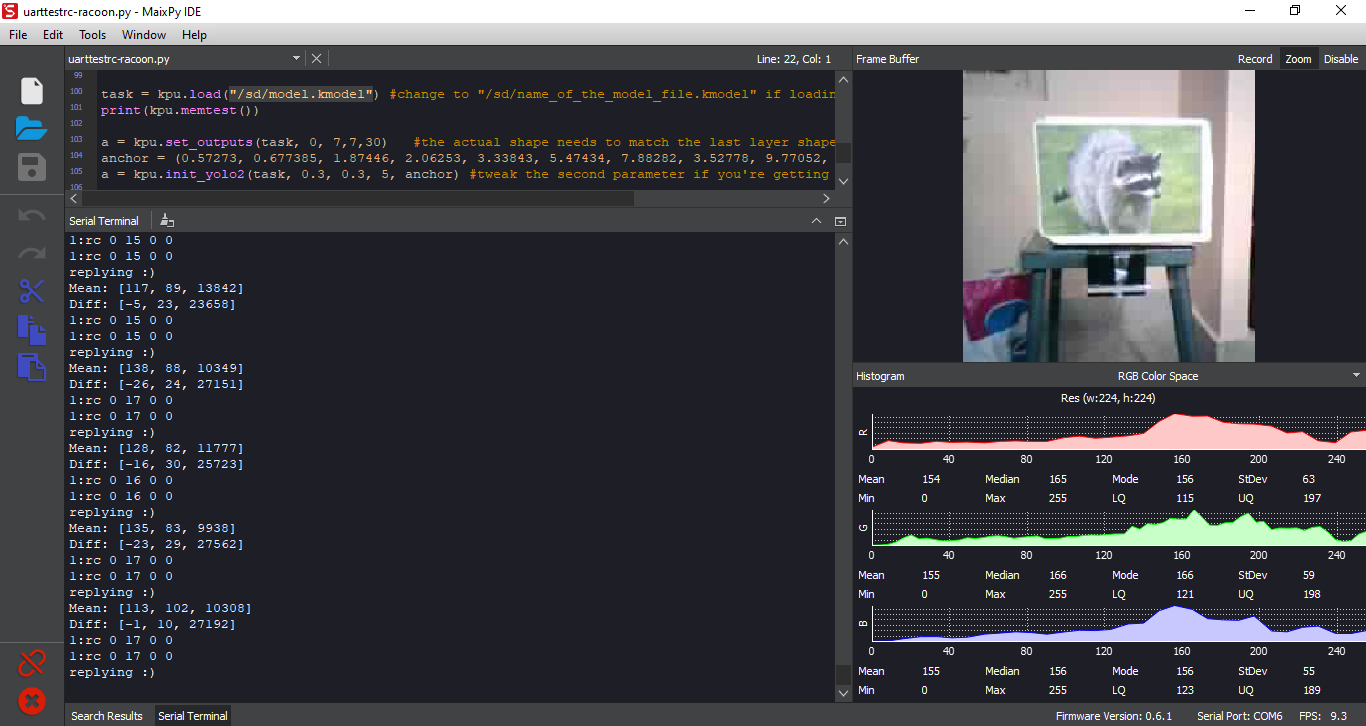 uarttestrc-racoon.py - MaixPy IDE
File Edit Tools Window Help
uarttestrc-racoon.py Line: 22, Col: 1
99
100 task = kpu.load("/sd/model.kmodel") #change to "/sd/name_of_the_model_file.kmodel" if loadin
101 print(kpu.memtest())
102
103 a = kpu.set_outputs(task, 0, 7,7,30) #the actual shape needs to match the last layer shape
104 anchor = (0.57273, 0.677385, 1.87446, 2.06253, 3.33843, 5.47434, 7.88282, 3.52778, 9.77052,
105 a = kpu.init_yolo2(task, 0.3, 0.3, 5, anchor) #tweak the second parameter if you're getting
106
Serial Terminal
l:rc 0 15 0 0
l:rc 0 15 0 0
replying :)
Mean: [117, 89, 13842]
Diff: [-5, 23, 23658]
l:rc 0 15 0 0
l:rc 0 15 0 0
replying :)
Mean: [138, 88, 10349]
Diff: [-26, 24, 27151]
l:rc 0 17 0 0
l:rc 0 17 0 0
replying :)
Mean: [128, 82, 11777]
Diff: [-16, 30, 25723]
l:rc 0 16 0 0
l:rc 0 16 0 0
replying :)
Mean: [135, 83, 9938]
Diff: [-23, 29, 27562]
l:rc 0 17 0 0
l:rc 0 17 0 0
replying :)
Mean: [113, 102, 10308]
Diff: [-1, 10, 27192]
l:rc 0 17 0 0
l:rc 0 17 0 0
replying :)
Search Results Serial Terminal
Frame Buffer Record Zoom Disable
Histogram RGB Color Space
Res (w:224, h:224)
R
0 40 80 120 160 200 240
Mean 154 Median 165 Mode 156 StDev 63
Min 0 Max 255 LQ 115 UQ 197
G
0 40 80 120 160 200 240
Mean 155 Median 166 Mode 166 StDev 59
Min 0 Max 255 LQ 121 UQ 198
B
0 40 80 120 160 200 240
Mean 155 Median 166 Mode 156 StDev 55
Min 0 Max 255 LQ 123 UQ 189
Firmware Version: 0.6.1 Serial Port: COM6 FPS: 9.3